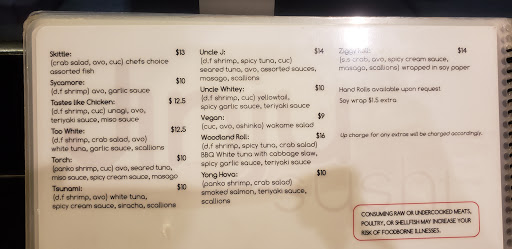 Skittle: $13
(crab salad, avo, cuc) chefs choice
assorted fish
Sycamore: $10
(d.f shrimp) avo, garlic sauce
Tastes like Chicken: $12.5
(d.f shrimp, cuc) unagi, avo,
teriyaki sauce, miso sauce
Too White: $12.5
(d.f shrimp, crab salad, avo)
white tuna, garlic sauce, scallions
Torch: $10
(panko shrimp, cuc) avo, seared tuna,
miso sauce, spicy cream sauce, masago
Tsunami: $10
(d.f shrimp, avo) white tuna,
spicy cream sauce, siracha, scallions
Uncle J: $14
(d.f shrimp, spicy tuna, cuc)
seared tuna, avo, assorted sauces,
masago, scallions
Uncle Whitey: $10
(d.f shrimp, cuc) yellowtail,
spicy garlic sauce, teriyaki sauce
Vegan: $9
(cuc, avo, oshinko) wakame salad
Woodland Roll: $16
(d.f shrimp, spicy tuna, crab salad)
BBQ White tuna with cabbage slaw,
spicy garlic sauce, teriyaki sauce
Yong Hova: $10
(panko shrimp, crab salad)
smoked salmon, teriyaki sauce,
scallions
$14
crab, avo, spicy cream sauce,
masago, scallions) wrapped in soy paper
Hand Rolls available upon request
Soy wrap $1.5 extra
Up charge for any extras will be charged accordingly.
sushi
CONSUMING RAW OR UNDERCOOKED MEATS,
POULTRY, OR SHELLFISH MAY INCREASE YOUR
RISK OF FOODBORNE ILLNESSES.